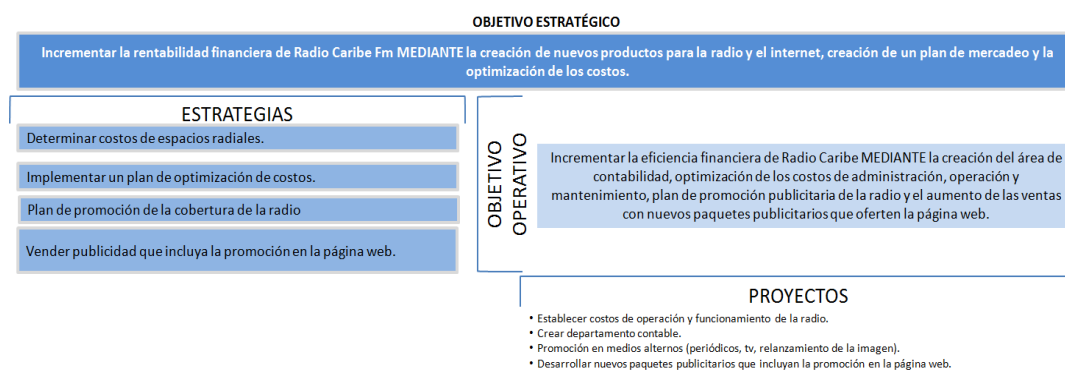 OBJETIVO ESTRATÉGICO
Incrementar la rentabilidad financiera de Radio Caribe Fm MEDIANTE la creación de nuevos productos para la radio y el internet, creación de un plan de mercadeo y la
optimización de los costos.
ESTRATEGIAS
Determinar costos de espacios radiales.
Implementar un plan de optimización de costos.
Plan de promoción de la cobertura de la radio
Vender publicidad que incluya la promoción en la página web.
OBJETIVO
OPERATIVO
Incrementar la eficiencia financiera de Radio Caribe MEDIANTE la creación del área de
contabilidad, optimización de los costos de administración, operación y
mantenimiento, plan de promoción publicitaria de la radio y el aumento de las ventas
con nuevos paquetes publicitarios que oferten la página web.
PROYECTOS
• Establecer costos de operación y funcionamiento de la radio.
• Crear departamento contable.
• Promoción en medios alternos (periódicos, tv, relanzamiento de la imagen).
• Desarrollar nuevos paquetes publicitarios que incluyan la promoción en la página web.